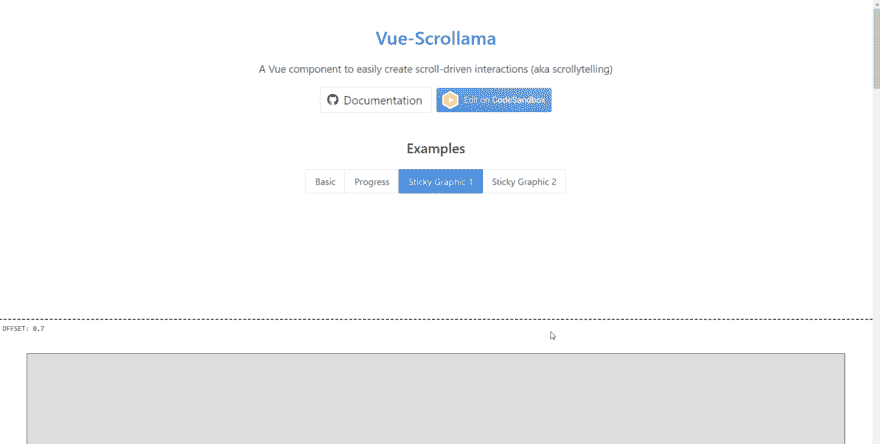 Vue-Scrollama
A Vue component to easily create scroll-driven interactions (aka scrollytelling)
Documentation Edit on CodeSandbox
Examples
Basic Progress Sticky Graphic 1 Sticky Graphic 2
OFFSET: 0.7